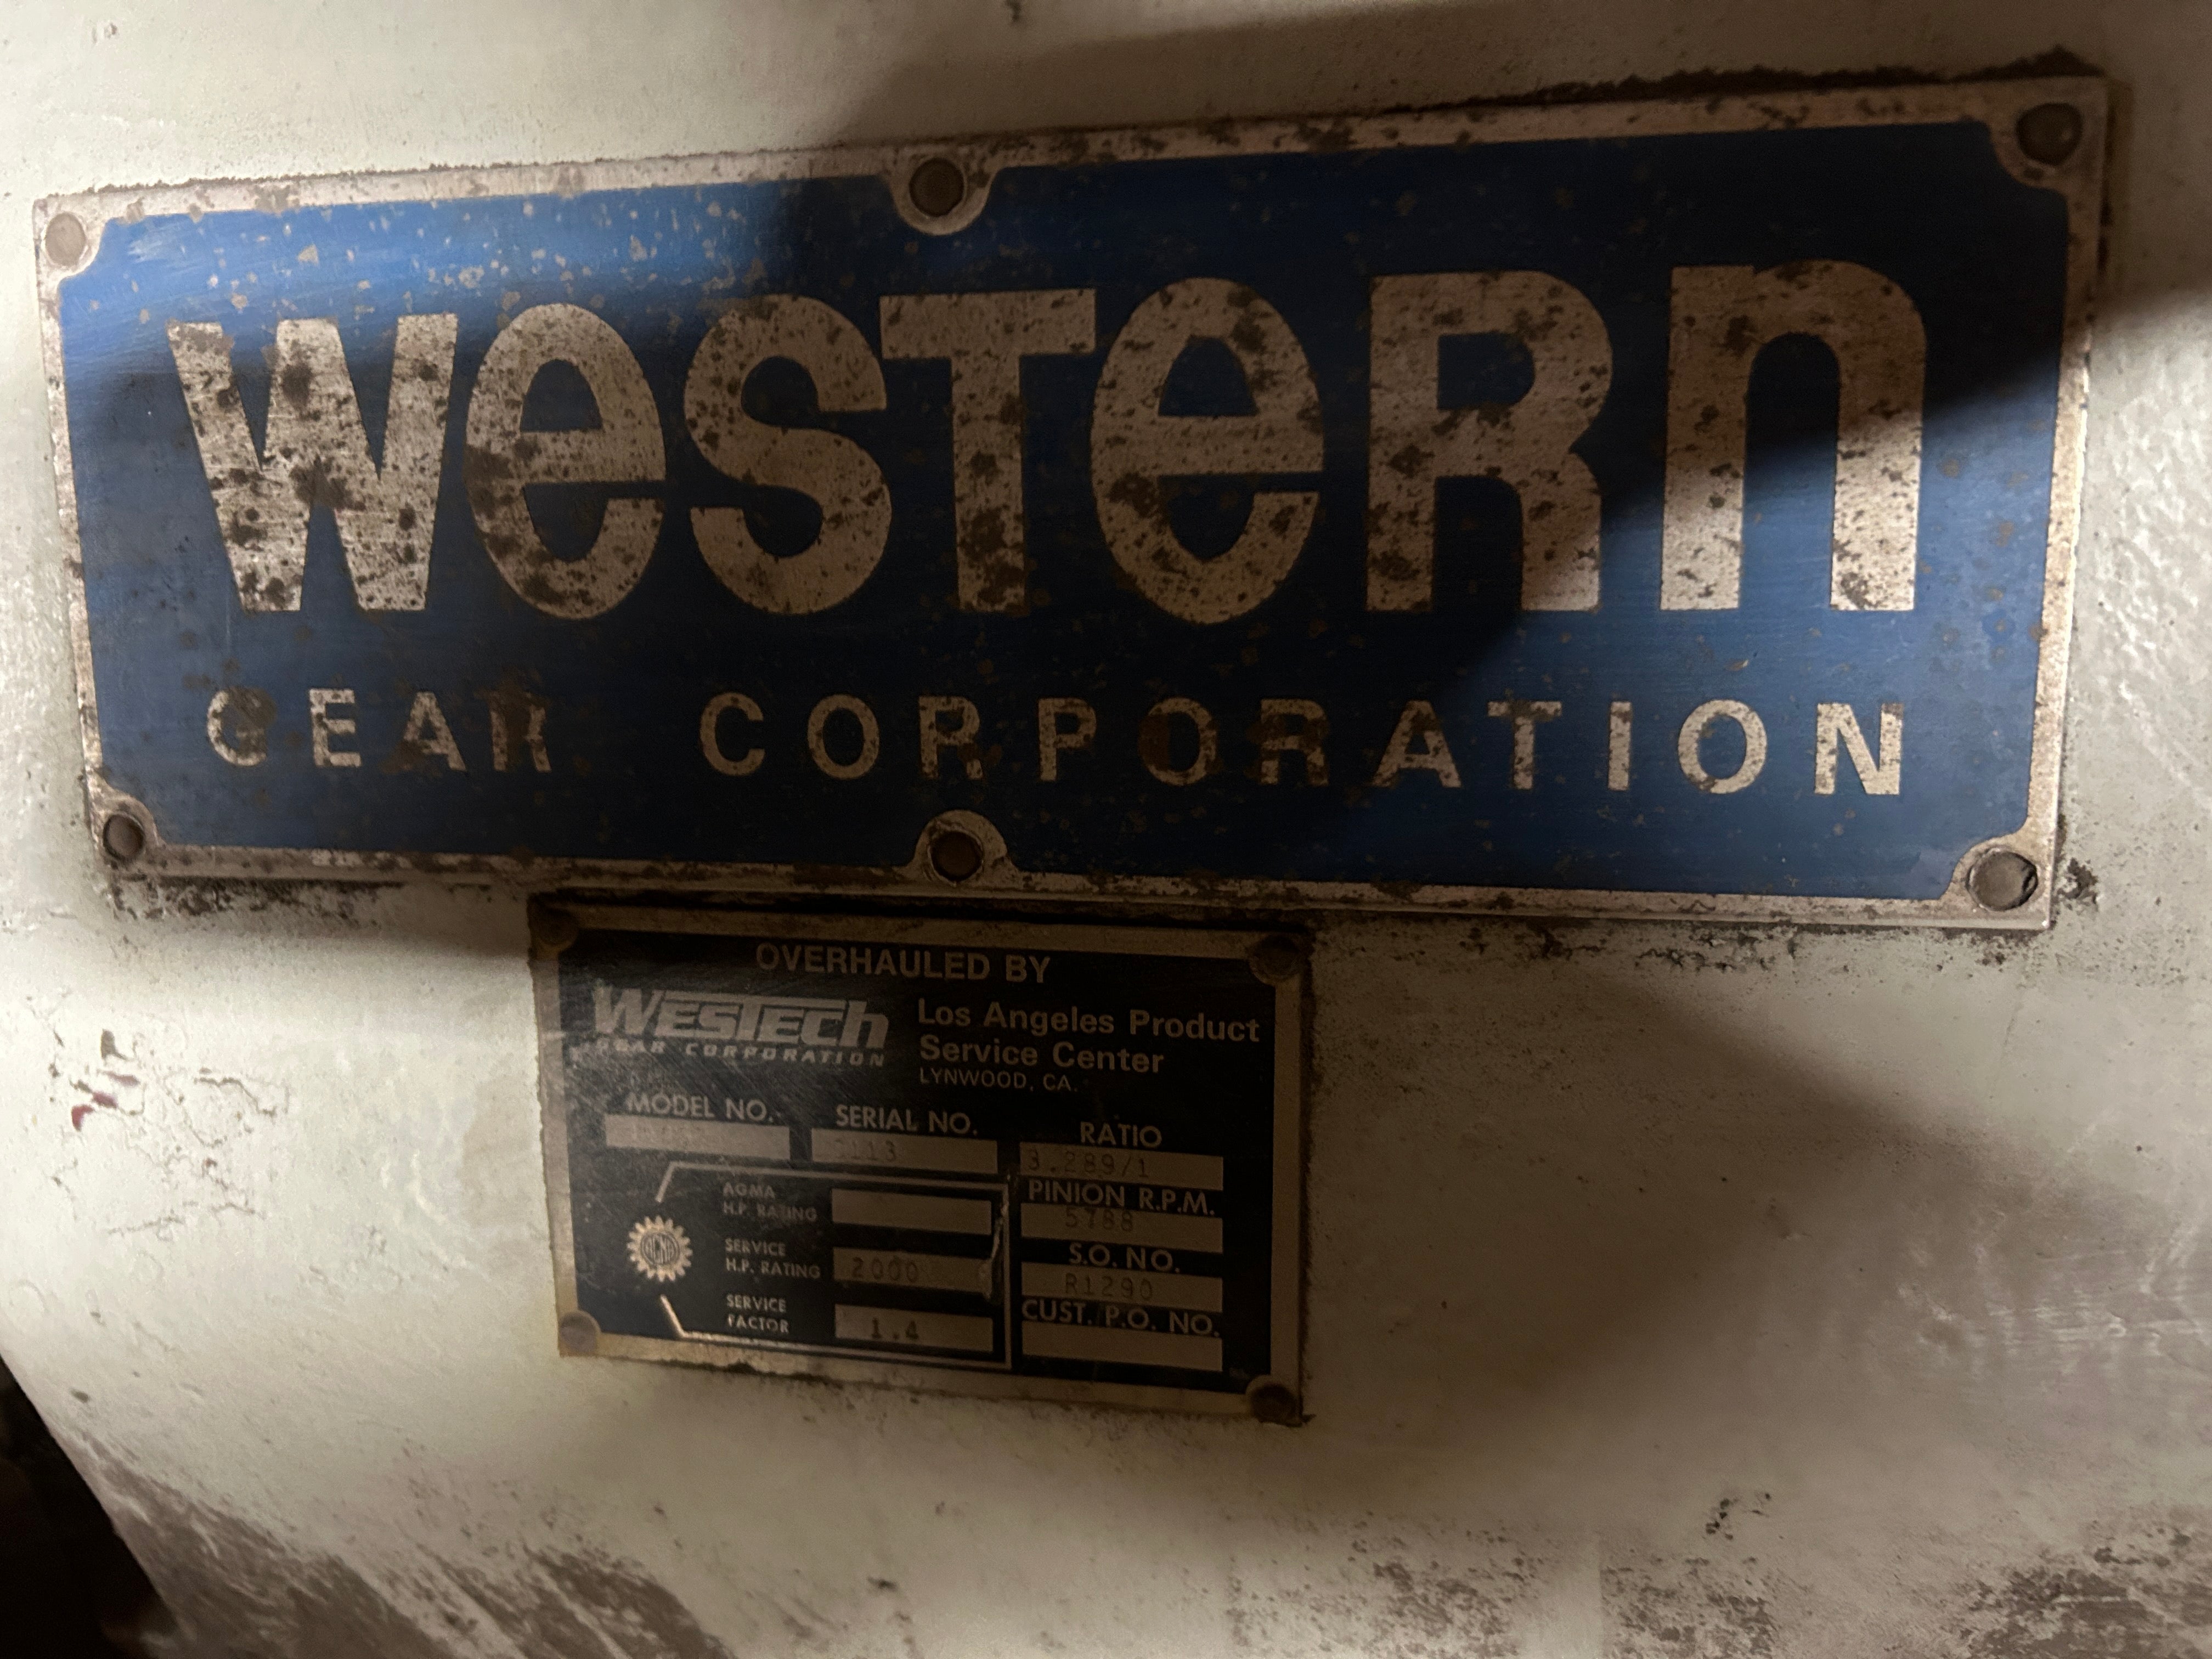 WESTERN
GEAR CORPORATION
OVERHAULED BY
WESTECH
GEAR CORPORATION
Los Angeles Product
Service Center
LYNWOOD, CA.
MODEL NO. SERIAL NO. RATIO
3.289/1
PINION R.P.M.
5788
AGMA
H.P. RATING
S.O. NO.
R1290
SERVICE
H.P. RATING 2000
CUST. P.O. NO.
SERVICE
FACTOR 1.4